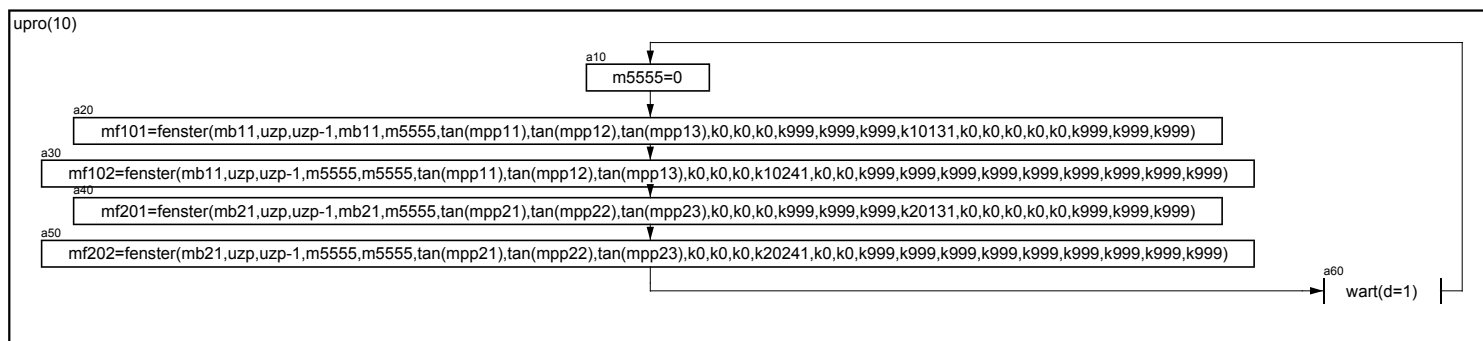 upro(10)
a10
m5555=0
a20
mf101=fenster(mb11,uzp,uzp-1,mb11,m5555,tan(mpp11),tan(mpp12),tan(mpp13),k0,k0,k0,k999,k999,k999,k10131,k0,k0,k0,k0,k0,k999,k999,k999)
a30
mf102=fenster(mb11,uzp,uzp-1,m5555,m5555,tan(mpp11),tan(mpp12),tan(mpp13),k0,k0,k0,k10241,k0,k0,k999,k999,k999,k999,k999,k999,k999,k999,k999)
a40
mf201=fenster(mb21,uzp,uzp-1,mb21,m5555,tan(mpp21),tan(mpp22),tan(mpp23),k0,k0,k0,k999,k999,k999,k20131,k0,k0,k0,k0,k0,k999,k999,k999)
a50
mf202=fenster(mb21,uzp,uzp-1,m5555,m5555,tan(mpp21),tan(mpp22),tan(mpp23),k0,k0,k0,k20241,k0,k0,k999,k999,k999,k999,k999,k999,k999,k999,k999)
a60
wart(d=1)